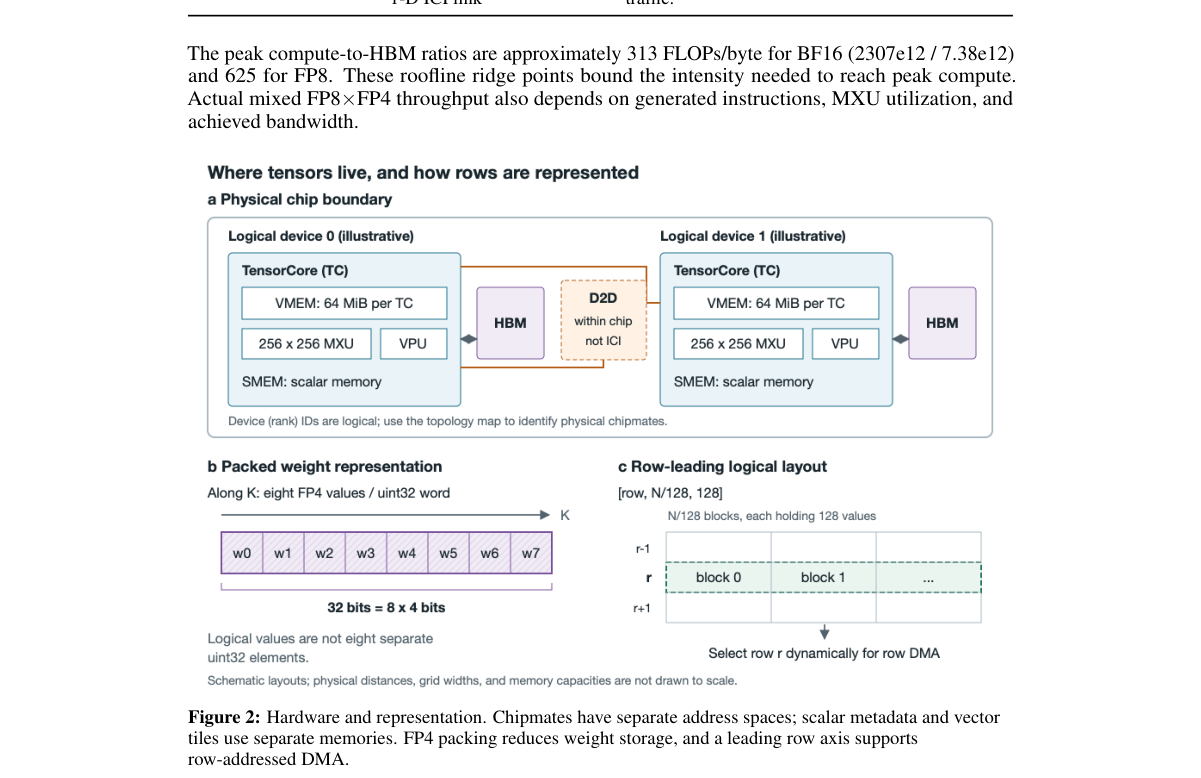 1-D ICI link traffic.
The peak compute-to-HBM ratios are approximately 313 FLOPs/byte for BF16 (2307e12 / 7.38e12)
and 625 for FP8. These roofline ridge points bound the intensity needed to reach peak compute.
Actual mixed FP8×FP4 throughput also depends on generated instructions, MXU utilization, and
achieved bandwidth.
Where tensors live, and how rows are represented
a Physical chip boundary
Logical device 0 (illustrative)
TensorCore (TC)
VMEM: 64 MiB per TC
256 x 256 MXU
VPU
SMEM: scalar memory
HBM
D2D
within chip
not ICI
Logical device 1 (illustrative)
TensorCore (TC)
VMEM: 64 MiB per TC
256 x 256 MXU
VPU
SMEM: scalar memory
HBM
Device (rank) IDs are logical; use the topology map to identify physical chipmates.
b Packed weight representation
Along K: eight FP4 values / uint32 word
K
w0 w1 w2 w3 w4 w5 w6 w7
32 bits = 8 x 4 bits
Logical values are not eight separate
uint32 elements.
c Row-leading logical layout
[row, N/128, 128]
N/128 blocks, each holding 128 values
r-1
r block 0 block 1 ...
r+1
Select row r dynamically for row DMA
Schematic layouts; physical distances, grid widths, and memory capacities are not drawn to scale.
Figure 2: Hardware and representation. Chipmates have separate address spaces; scalar metadata and vector
tiles use separate memories. FP4 packing reduces weight storage, and a leading row axis supports
row-addressed DMA.